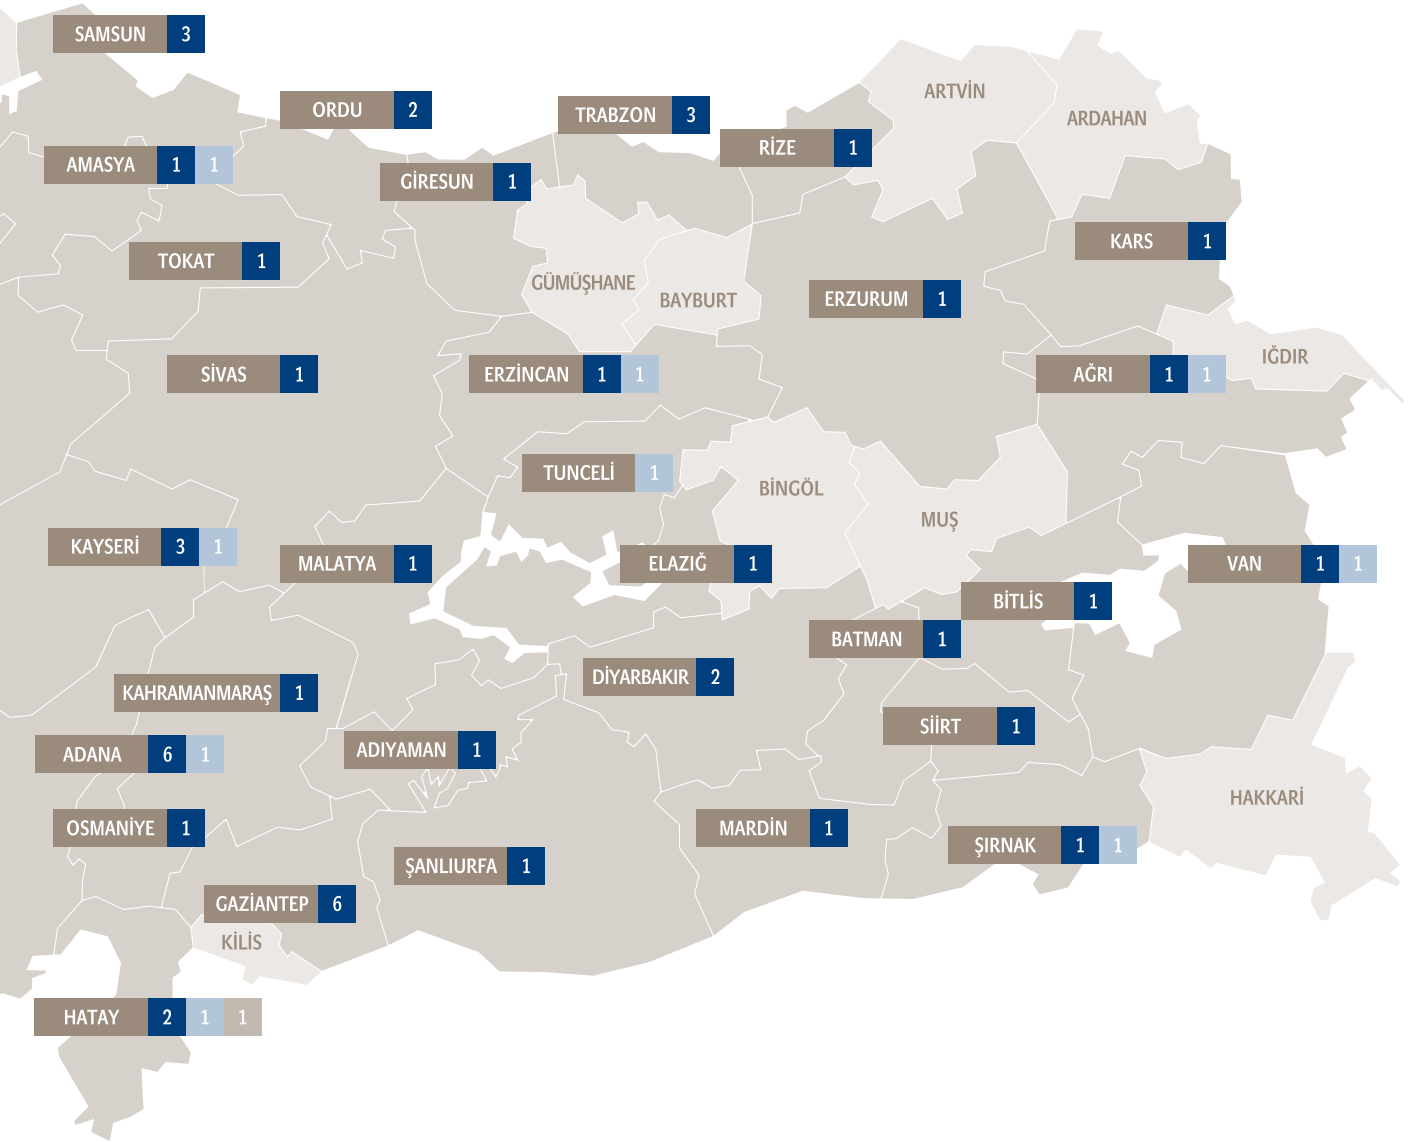 SAMSUN 3
ORDU 2
TRABZON 3
ARTVİN
ARDAHAN
RİZE 1
AMASYA 1 1
GİRESUN 1
KARS 1
TOKAT 1
GÜMÜŞHANE
BAYBURT
ERZURUM 1
IĞDIR
SİVAS 1
ERZİNCAN 1 1
AĞRI 1 1
TUNCELİ 1
BİNGÖL
MUŞ
KAYSERİ 3 1
MALATYA 1
ELAZIĞ 1
VAN 1 1
BİTLİS 1
BATMAN 1
DİYARBAKIR 2
KAHRAMANMARAŞ 1
SİİRT 1
ADANA 6 1
ADIYAMAN 1
HAKKARİ
OSMANİYE 1
MARDİN 1
ŞIRNAK 1 1
ŞANLIURFA 1
GAZİANTEP 6
KİLİS
HATAY 2 1 1